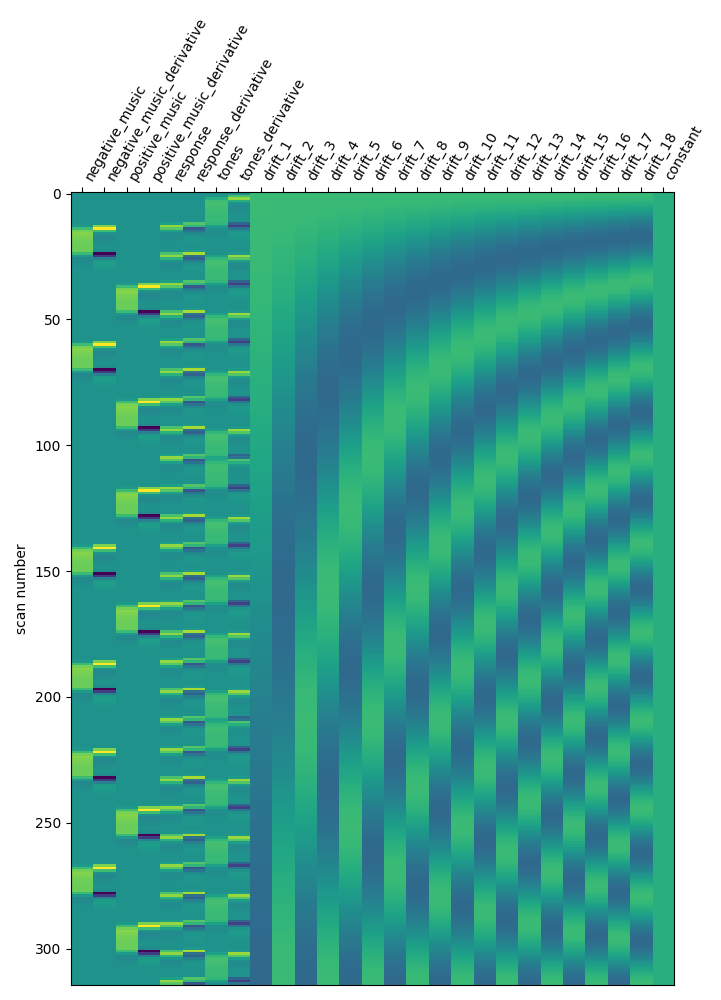 negative_music
negative_music_derivative
positive_music
positive_music_derivative
response
response_derivative
tones
tones_derivative
drift_1
drift_2
drift_3
drift_4
drift_5
drift_6
drift_7
drift_8
drift_9
drift_10
drift_11
drift_12
drift_13
drift_14
drift_15
drift_16
drift_17
drift_18
constant
0
50
100
150
200
250
300
scan number